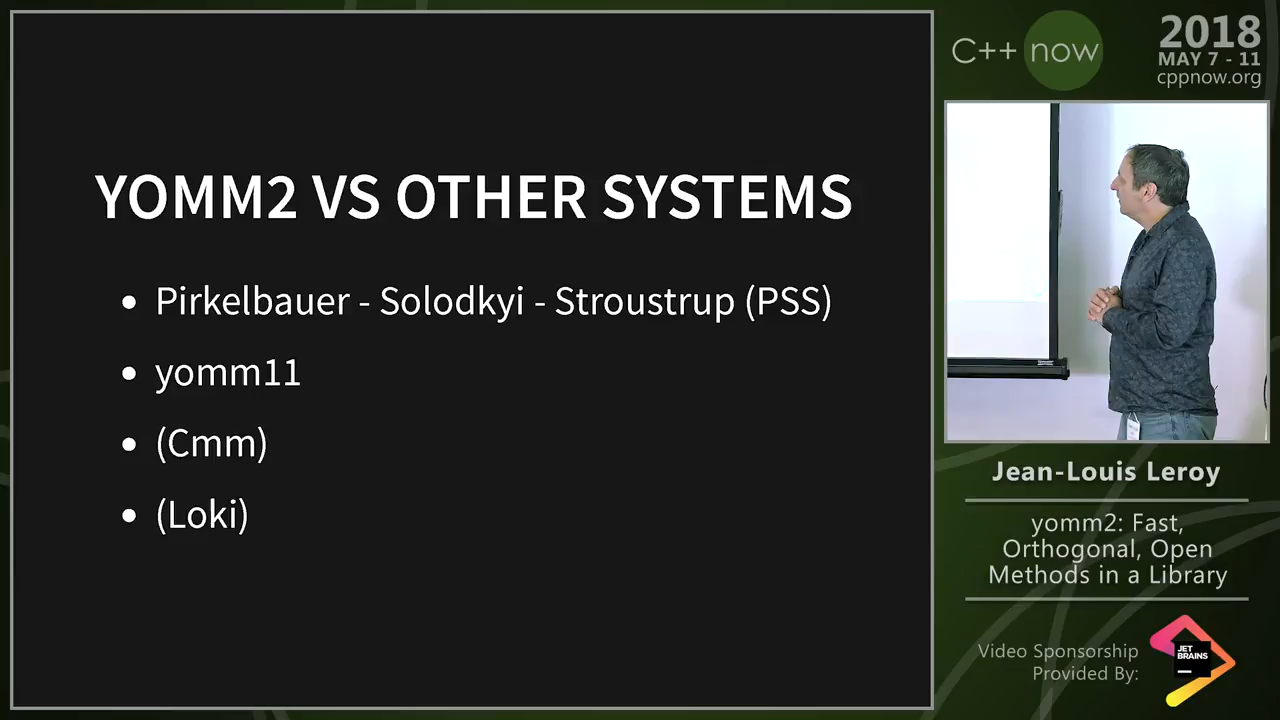 YOMM2 VS OTHER SYSTEMS
• Pirkelbauer - Solodkyi - Stroustrup (PSS)
• yomm11
• (Cmm)
• (Loki)
C++ now
2018
MAY 7 - 11
cppnow.org
Jean-Louis Leroy
yomm2: Fast,
Orthogonal, Open
Methods in a Library
Video Sponsorship
Provided By:
JET
BRAINS